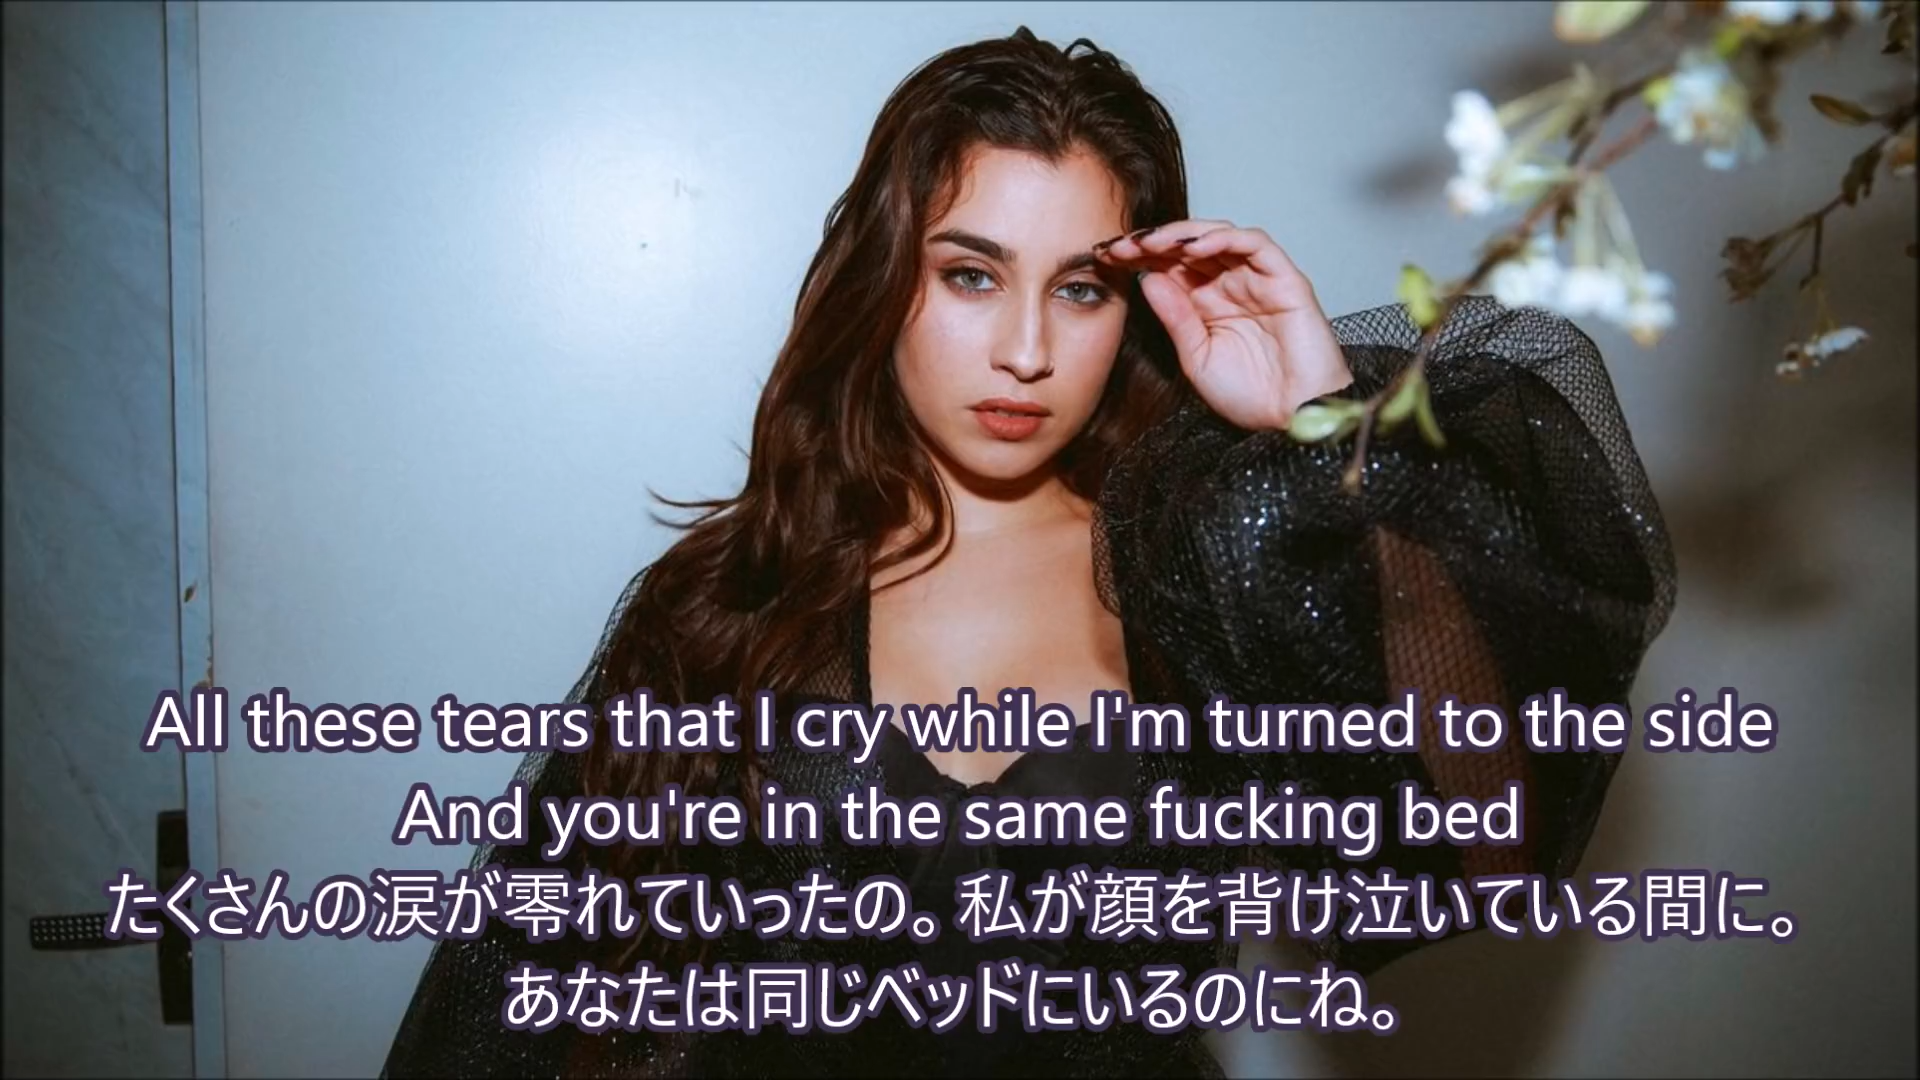 All these tears that I cry while I'm turned to the side
And you're in the same fucking bed
たくさんの涙が零れていったの。私が顔を背け泣いている間に。
あなたは同じベッドにいるのにね。